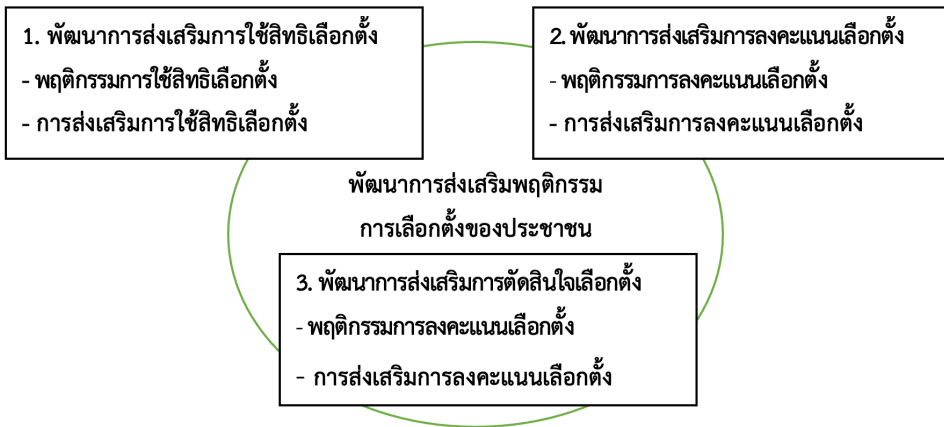 1. พัฒนาการส่งเสริมการใช้สิทธิเลือกตั้ง
- พฤติกรรมการใช้สิทธิเลือกตั้ง
- การส่งเสริมการใช้สิทธิเลือกตั้ง
2. พัฒนาการส่งเสริมการลงคะแนนเลือกตั้ง
- พฤติกรรมการลงคะแนนเลือกตั้ง
- การส่งเสริมการลงคะแนนเลือกตั้ง
พัฒนาการส่งเสริมพฤติกรรม
การเลือกตั้งของประชาชน
3. พัฒนาการส่งเสริมการตัดสินใจเลือกตั้ง
- พฤติกรรมการลงคะแนนเลือกตั้ง
- การส่งเสริมการลงคะแนนเลือกตั้ง